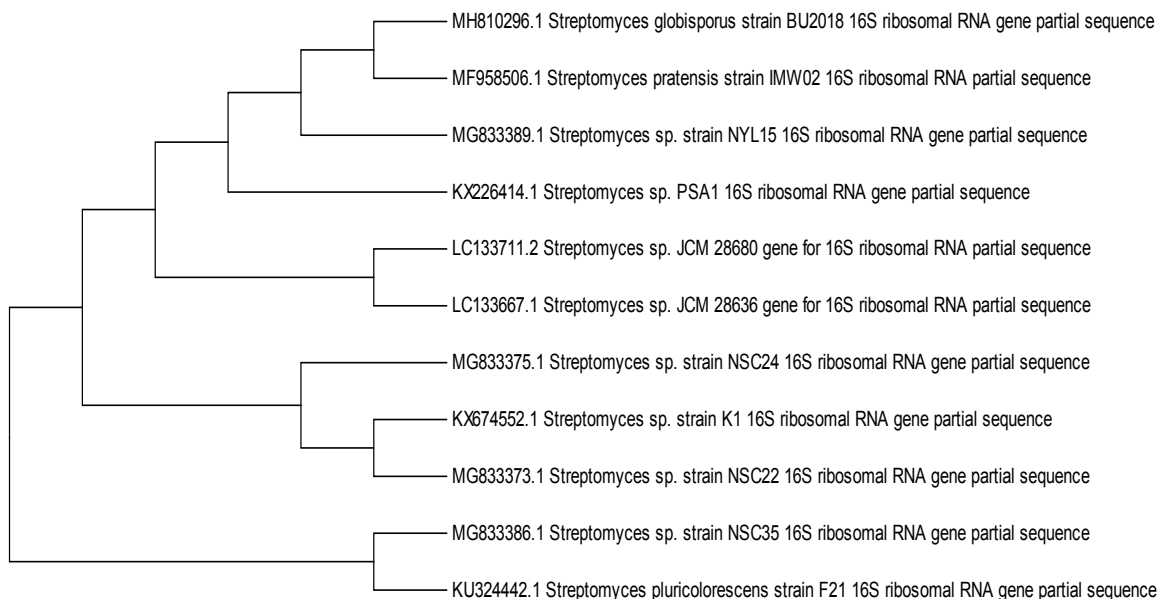 MH810296.1 Streptomyces globisporus strain BU2018 16S ribosomal RNA gene partial sequence
MF958506.1 Streptomyces pratensis strain IMW02 16S ribosomal RNA partial sequence
MG833389.1 Streptomyces sp. strain NYL15 16S ribosomal RNA gene partial sequence
KX226414.1 Streptomyces sp. PSA1 16S ribosomal RNA gene partial sequence
LC133711.2 Streptomyces sp. JCM 28680 gene for 16S ribosomal RNA partial sequence
LC133667.1 Streptomyces sp. JCM 28636 gene for 16S ribosomal RNA partial sequence
MG833375.1 Streptomyces sp. strain NSC24 16S ribosomal RNA gene partial sequence
KX674552.1 Streptomyces sp. strain K1 16S ribosomal RNA gene partial sequence
MG833373.1 Streptomyces sp. strain NSC22 16S ribosomal RNA gene partial sequence
MG833386.1 Streptomyces sp. strain NSC35 16S ribosomal RNA gene partial sequence
KU324442.1 Streptomyces pluricolorescens strain F21 16S ribosomal RNA gene partial sequence